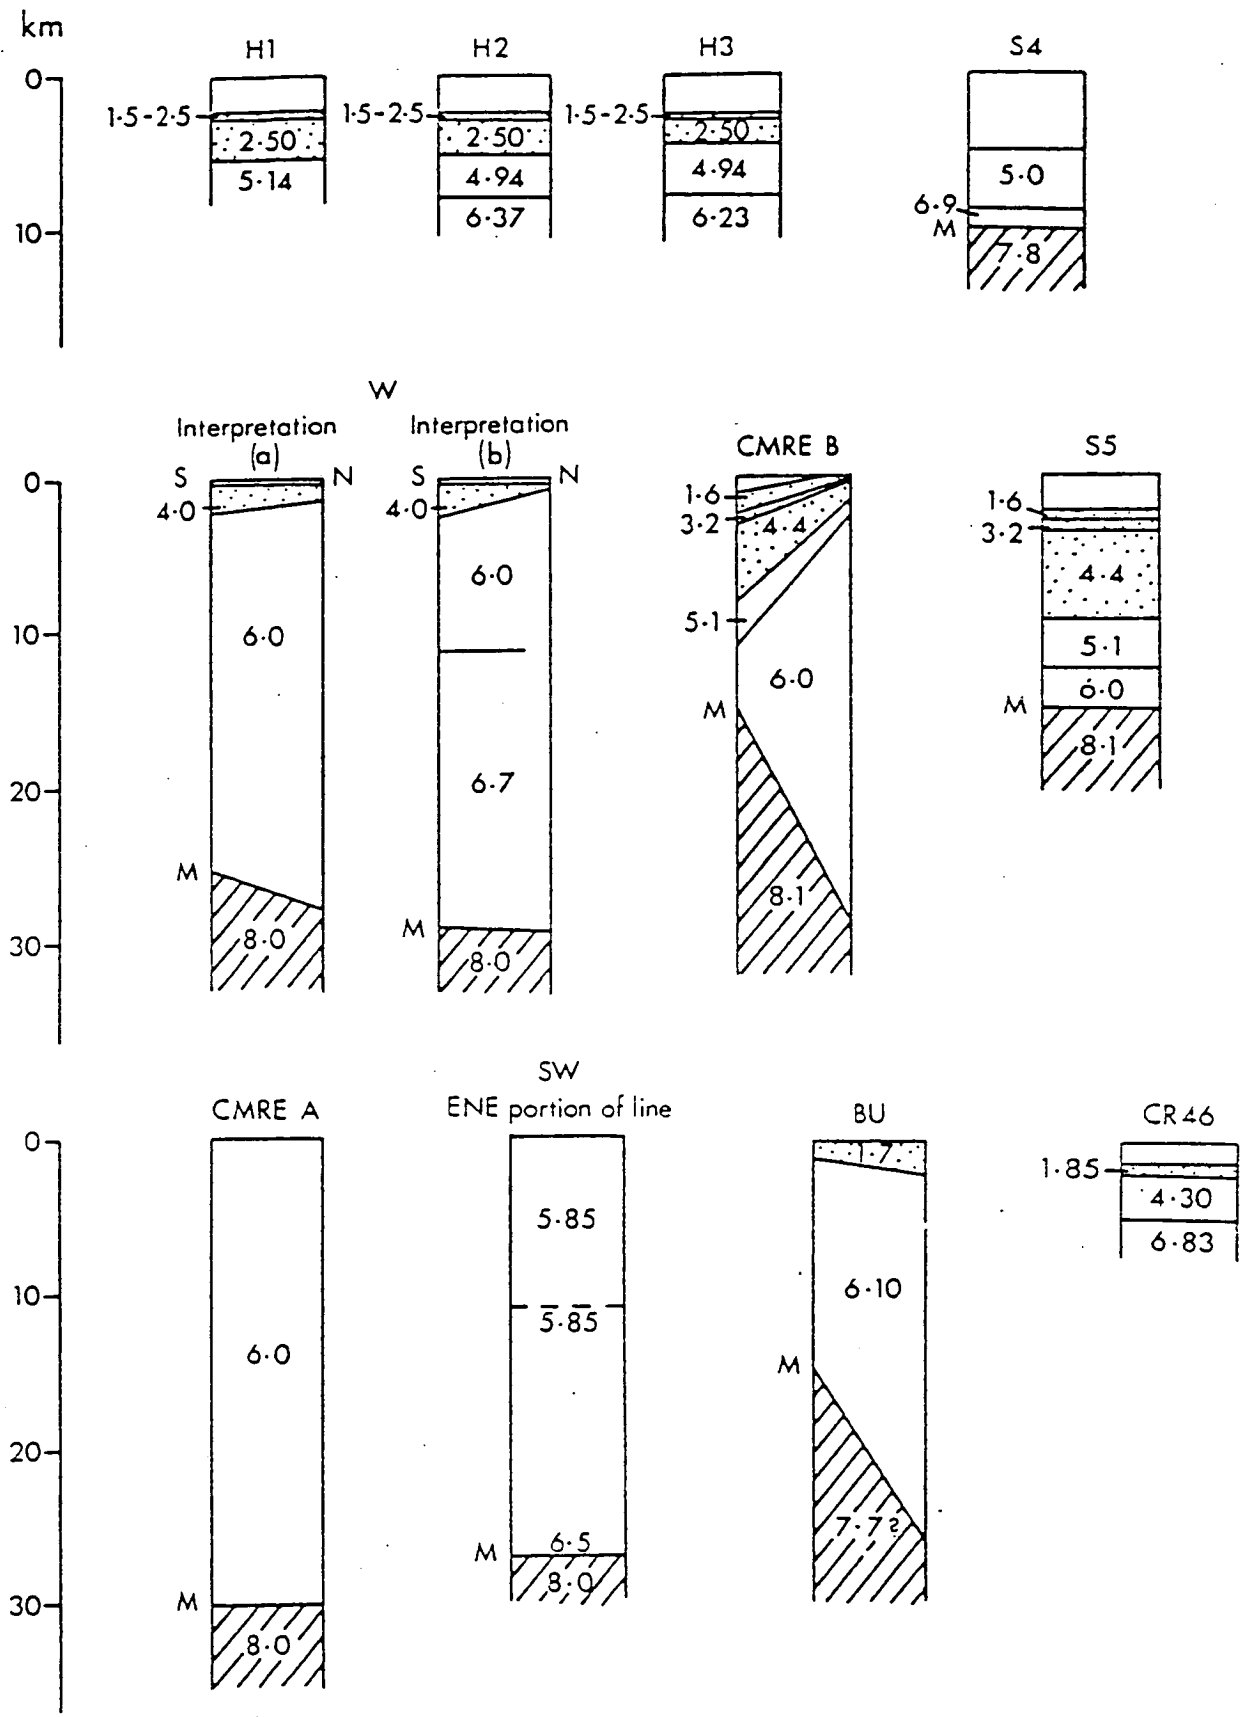 km
H1 H2 H3 S4
0
1·5-2·5 1·5-2·5 1·5-2·5
2·50 2·50 2·50
5·14 4·94 4·94 5·0
6·9
10 6·37 6·23 M
7·8
W
Interpretation (a) Interpretation (b) CMRE B S5
S N S N
0
4·0 4·0 1·6 1·6
3·2 4·4 3·2
6·0 4·4
10 6·0 5·1 5·1
6·0 6·0
M M
8·1
20 6·7
M 8·1
M
30 8·0 8·0
SW
CMRE A ENE portion of line BU CR46
0 1·7
1·85
4·30
5·85 6·83
10 6·10
5·85
6·0 M
20
7·7?
M 6·5
8·0
30 M
8·0